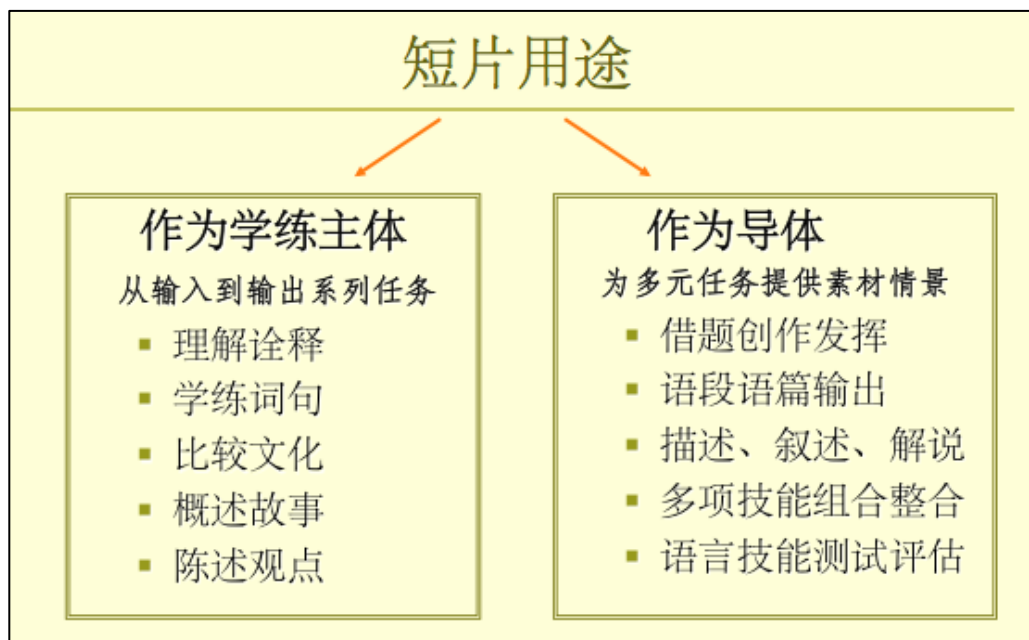 短片用途
作为学练主体
从输入到输出系列任务
理解诠释
学练词句
比较文化
概述故事
陈述观点
作为导体
为多元任务提供素材情景
借题创作发挥
语段语篇输出
描述、叙述、解说
多项技能组合整合
语言技能测试评估